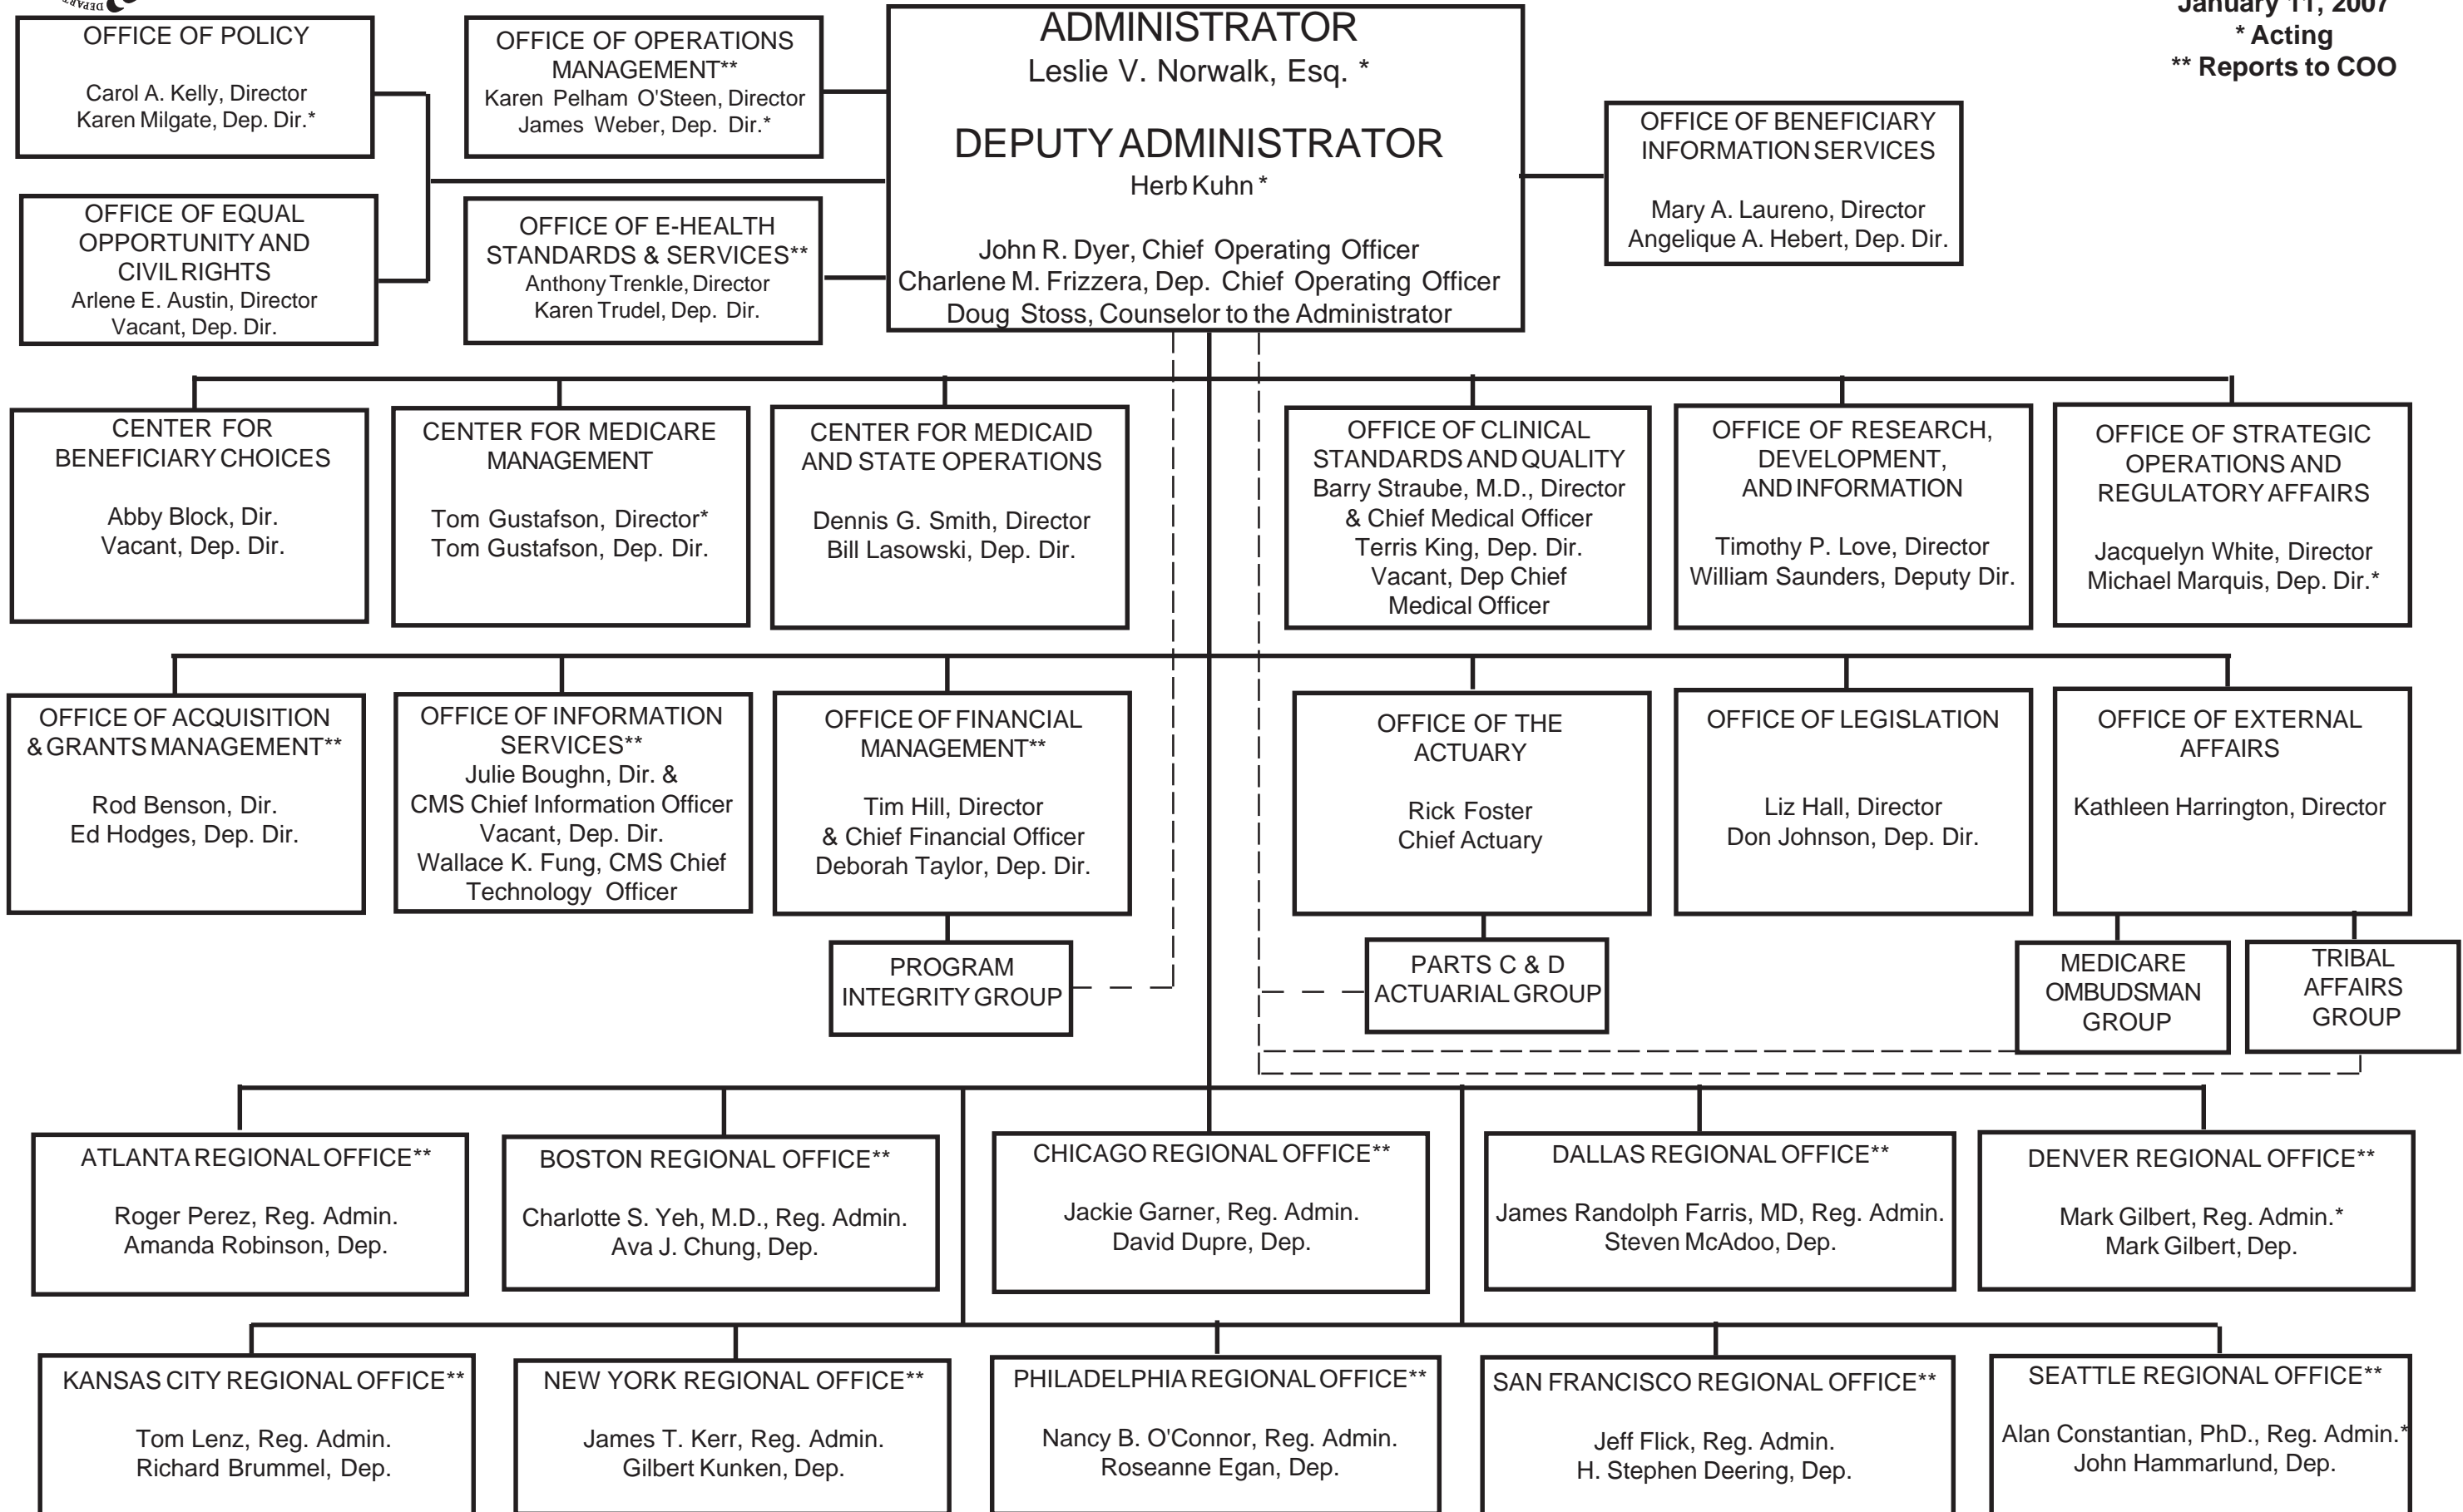 DEPART
January 11, 2007
* Acting
** Reports to COO
OFFICE OF POLICY
Carol A. Kelly, Director
Karen Milgate, Dep. Dir.*
OFFICE OF OPERATIONS
MANAGEMENT**
Karen Pelham O'Steen, Director
James Weber, Dep. Dir.*
ADMINISTRATOR
Leslie V. Norwalk, Esq. *
DEPUTY ADMINISTRATOR
Herb Kuhn *
John R. Dyer, Chief Operating Officer
Charlene M. Frizzera, Dep. Chief Operating Officer
Doug Stoss, Counselor to the Administrator
OFFICE OF BENEFICIARY
INFORMATION SERVICES
Mary A. Laureno, Director
Angelique A. Hebert, Dep. Dir.
OFFICE OF EQUAL
OPPORTUNITY AND
CIVIL RIGHTS
Arlene E. Austin, Director
Vacant, Dep. Dir.
OFFICE OF E-HEALTH
STANDARDS & SERVICES**
Anthony Trenkle, Director
Karen Trudel, Dep. Dir.
CENTER FOR
BENEFICIARY CHOICES
Abby Block, Dir.
Vacant, Dep. Dir.
CENTER FOR MEDICARE
MANAGEMENT
Tom Gustafson, Director*
Tom Gustafson, Dep. Dir.
CENTER FOR MEDICAID
AND STATE OPERATIONS
Dennis G. Smith, Director
Bill Lasowski, Dep. Dir.
OFFICE OF CLINICAL
STANDARDS AND QUALITY
Barry Straube, M.D., Director
& Chief Medical Officer
Terris King, Dep. Dir.
Vacant, Dep Chief
Medical Officer
OFFICE OF RESEARCH,
DEVELOPMENT,
AND INFORMATION
Timothy P. Love, Director
William Saunders, Deputy Dir.
OFFICE OF STRATEGIC
OPERATIONS AND
REGULATORY AFFAIRS
Jacquelyn White, Director
Michael Marquis, Dep. Dir.*
OFFICE OF ACQUISITION
& GRANTS MANAGEMENT**
Rod Benson, Dir.
Ed Hodges, Dep. Dir.
OFFICE OF INFORMATION
SERVICES**
Julie Boughn, Dir. &
CMS Chief Information Officer
Vacant, Dep. Dir.
Wallace K. Fung, CMS Chief
Technology Officer
OFFICE OF FINANCIAL
MANAGEMENT**
Tim Hill, Director
& Chief Financial Officer
Deborah Taylor, Dep. Dir.
OFFICE OF THE
ACTUARY
Rick Foster
Chief Actuary
OFFICE OF LEGISLATION
Liz Hall, Director
Don Johnson, Dep. Dir.
OFFICE OF EXTERNAL
AFFAIRS
Kathleen Harrington, Director
PROGRAM
INTEGRITY GROUP
PARTS C & D
ACTUARIAL GROUP
MEDICARE
OMBUDSMAN
GROUP
TRIBAL
AFFAIRS
GROUP
ATLANTA REGIONAL OFFICE**
Roger Perez, Reg. Admin.
Amanda Robinson, Dep.
BOSTON REGIONAL OFFICE**
Charlotte S. Yeh, M.D., Reg. Admin.
Ava J. Chung, Dep.
CHICAGO REGIONAL OFFICE**
Jackie Garner, Reg. Admin.
David Dupre, Dep.
DALLAS REGIONAL OFFICE**
James Randolph Farris, MD, Reg. Admin.
Steven McAdoo, Dep.
DENVER REGIONAL OFFICE**
Mark Gilbert, Reg. Admin.*
Mark Gilbert, Dep.
KANSAS CITY REGIONAL OFFICE**
Tom Lenz, Reg. Admin.
Richard Brummel, Dep.
NEW YORK REGIONAL OFFICE**
James T. Kerr, Reg. Admin.
Gilbert Kunken, Dep.
PHILADELPHIA REGIONAL OFFICE**
Nancy B. O'Connor, Reg. Admin.
Roseanne Egan, Dep.
SAN FRANCISCO REGIONAL OFFICE**
Jeff Flick, Reg. Admin.
H. Stephen Deering, Dep.
SEATTLE REGIONAL OFFICE**
Alan Constantian, PhD., Reg. Admin.*
John Hammarlund, Dep.